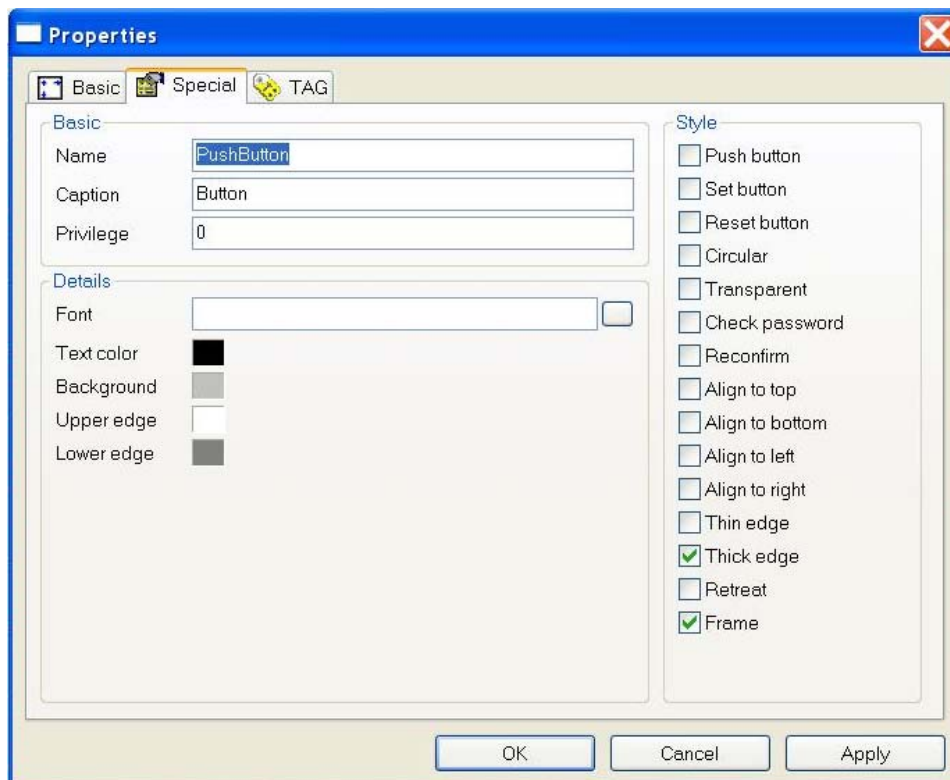 Properties
Basic Special TAG
Basic
Name PushButton
Caption Button
Privilege 0
Details
Font
Text color
Background
Upper edge
Lower edge
Style
Push button
Set button
Reset button
Circular
Transparent
Check password
Reconfirm
Align to top
Align to bottom
Align to left
Align to right
Thin edge
Thick edge
Retreat
Frame
OK Cancel Apply